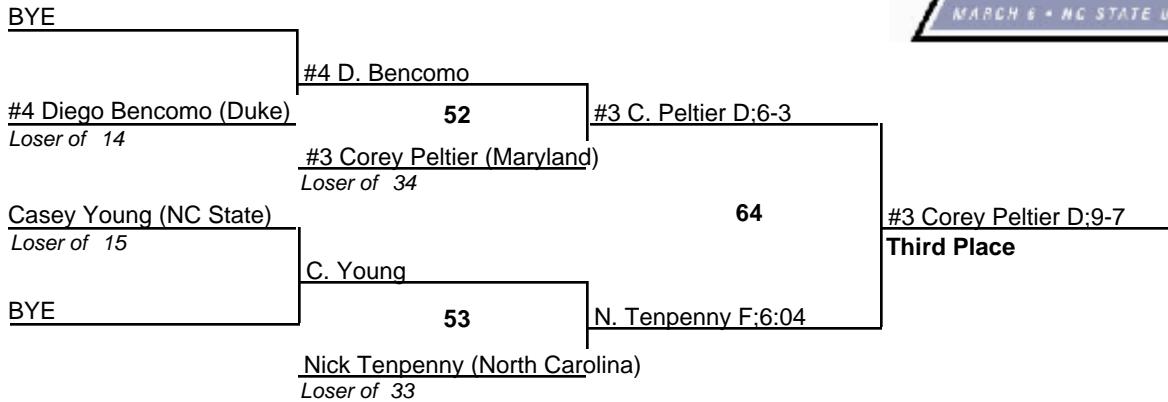 MARCH 6 • NC STATE
BYE
#4 D. Bencomo
#4 Diego Bencomo (Duke)
Loser of 14
52
#3 C. Peltier D;6-3
#3 Corey Peltier (Maryland)
Loser of 34
Casey Young (NC State)
Loser of 15
64
#3 Corey Peltier D;9-7
Third Place
C. Young
BYE
53
N. Tenpenny F;6:04
Nick Tenpenny (North Carolina)
Loser of 33